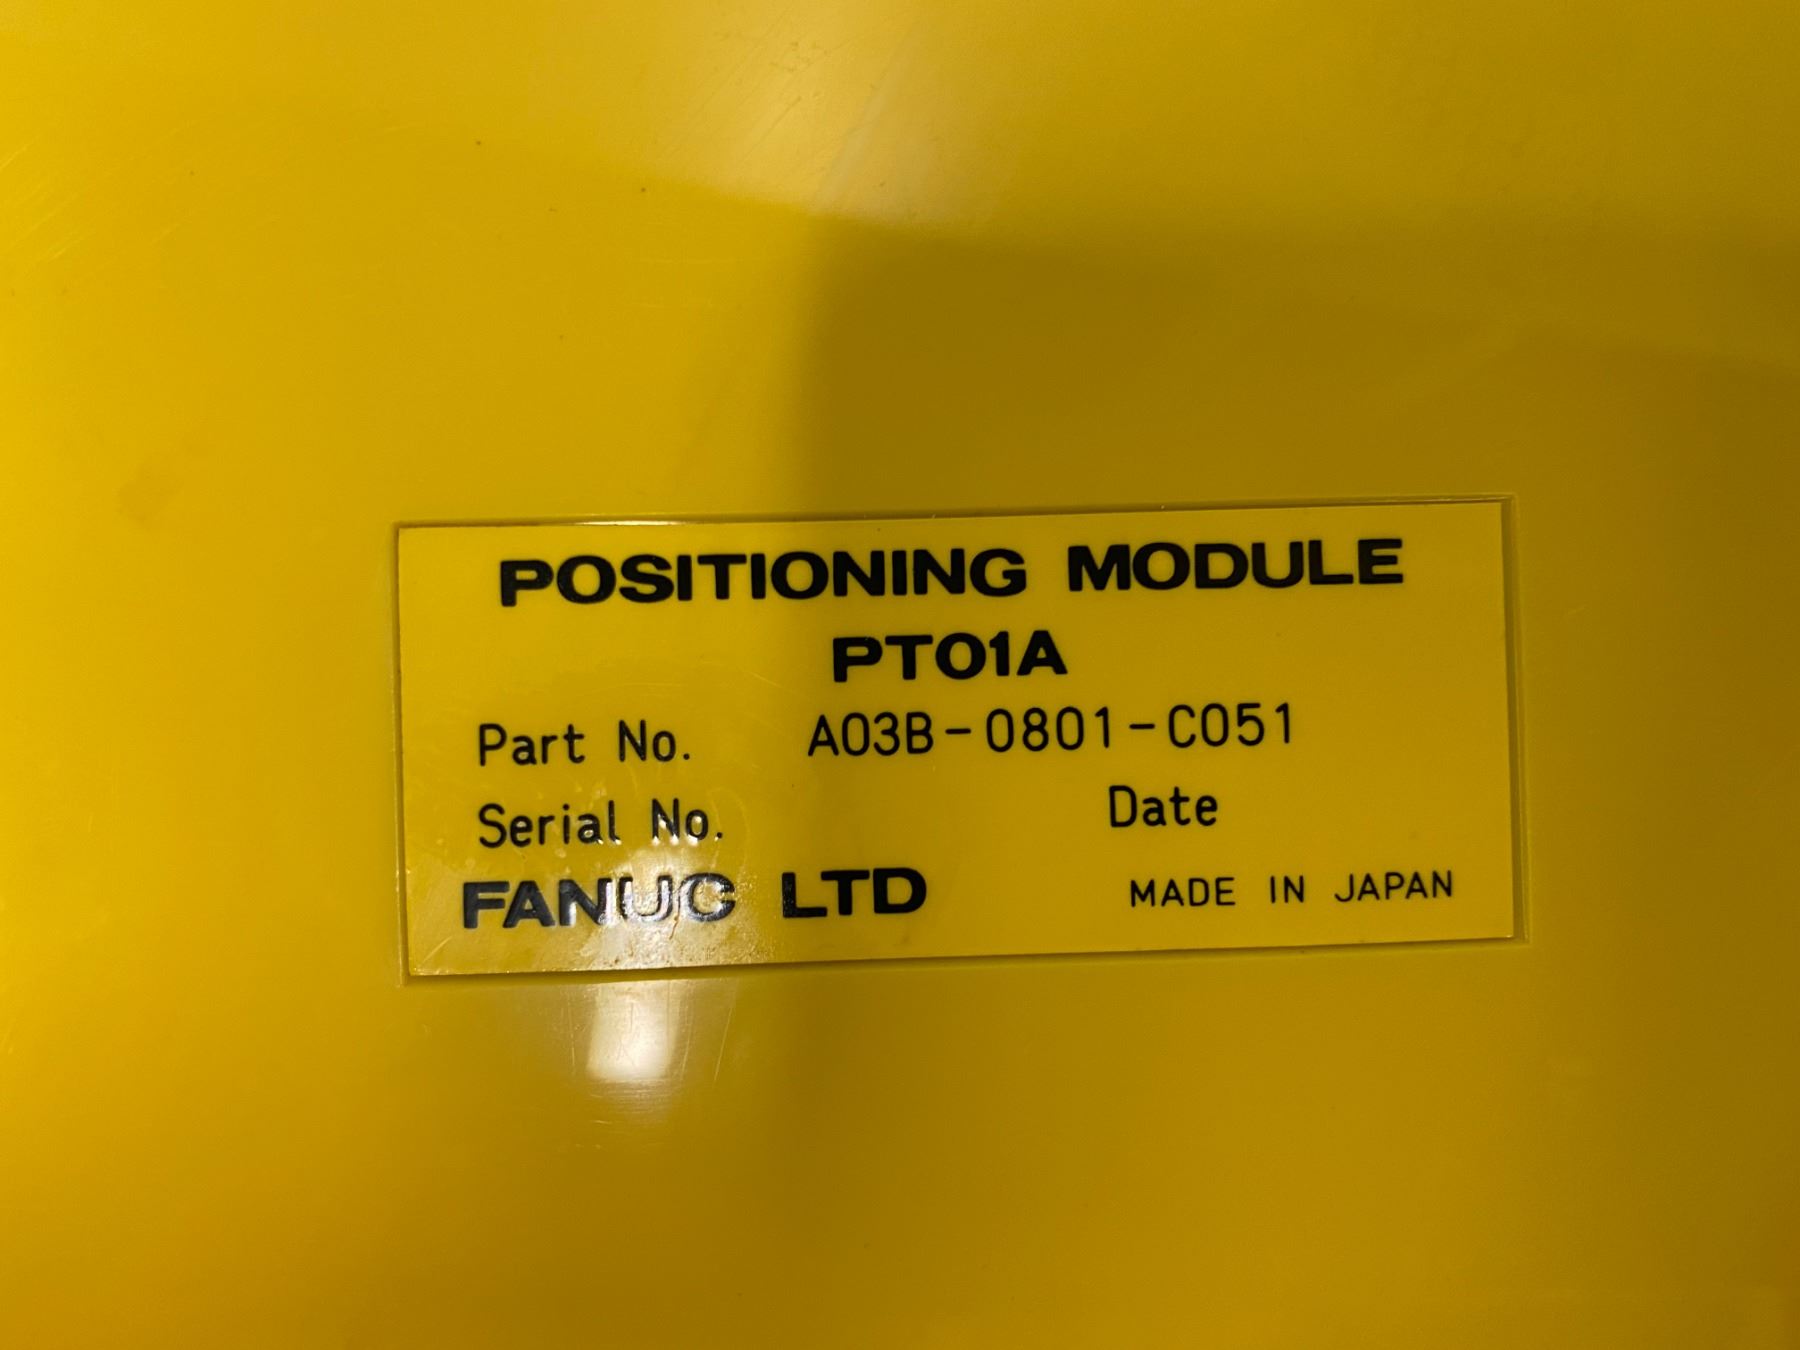 POSITIONING MODULE
PT01A
Part No. A03B-0801-C051
Serial No. Date
FANUC LTD MADE IN JAPAN